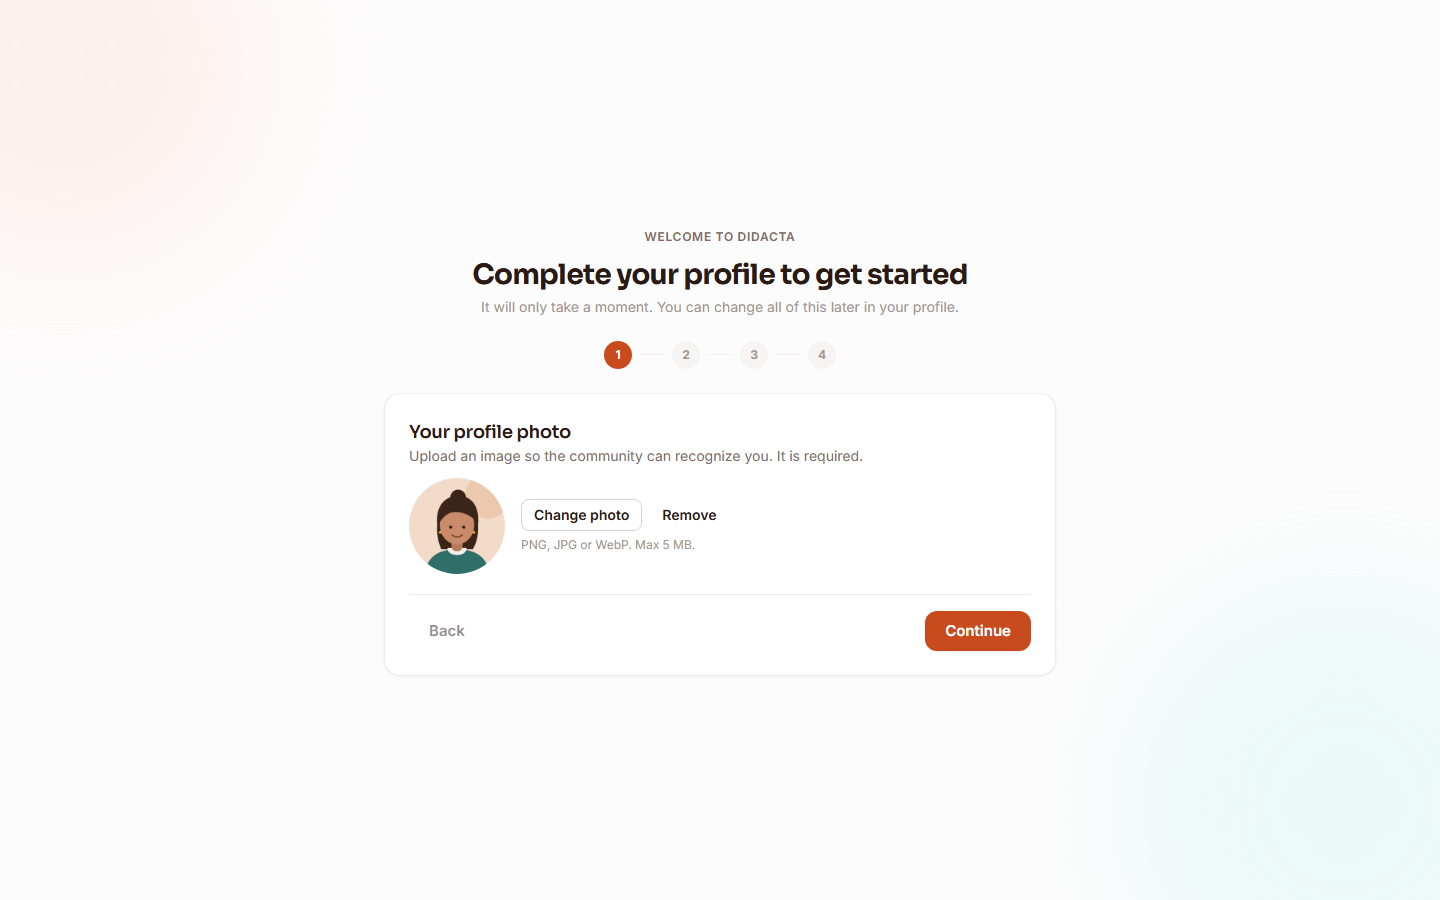 WELCOME TO DIDACTA
Complete your profile to get started
It will only take a moment. You can change all of this later in your profile.
1 2 3 4
Your profile photo
Upload an image so the community can recognize you. It is required.
Change photo Remove
PNG, JPG or WebP. Max 5 MB.
Back Continue